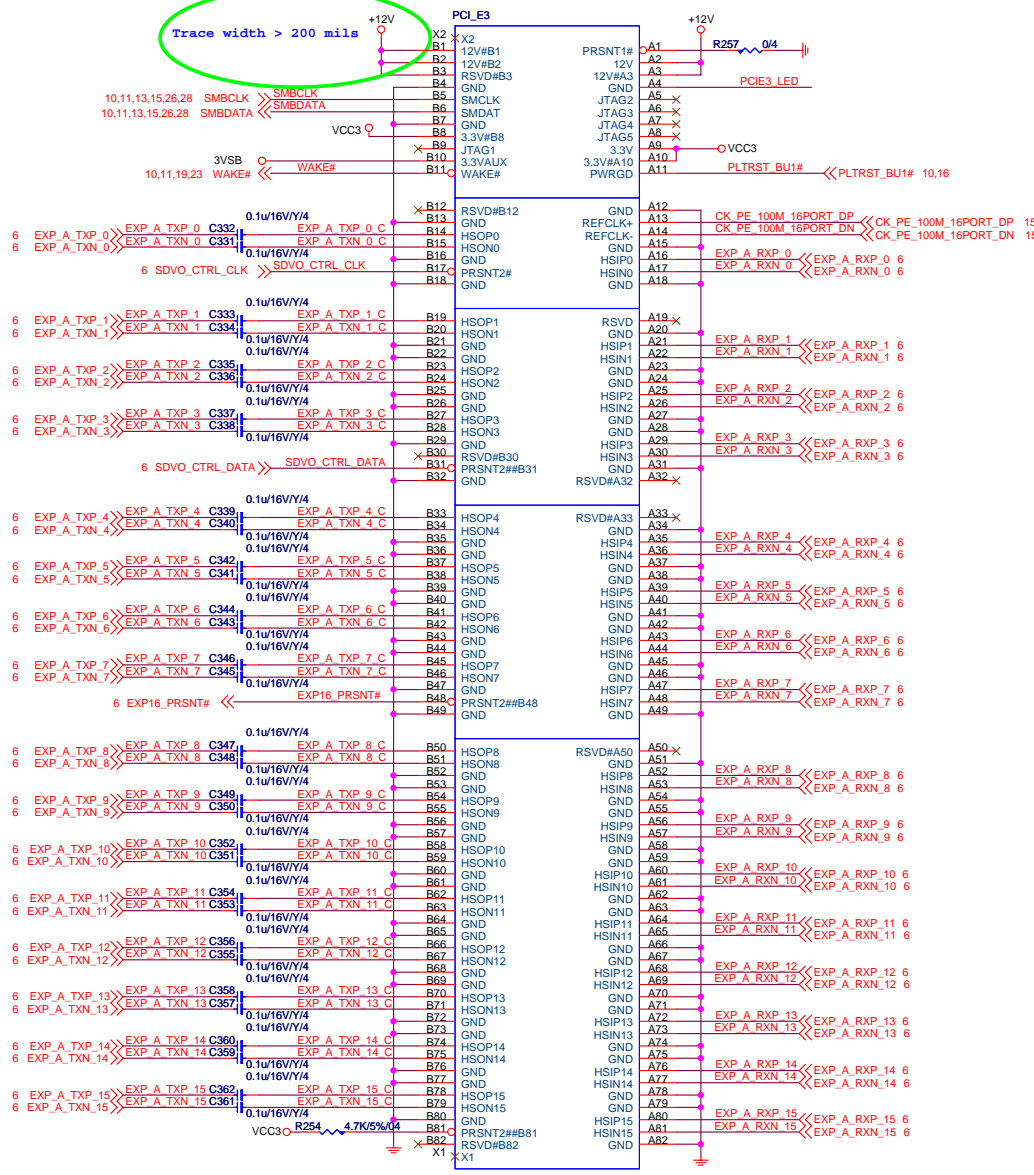 PCI_E3
+12V +12V
Trace width > 200 mils
X2 X2
B1 12V#B1 PRSNT1# A1 R257 0/4
B2 12V#B2 12V A2
B3 RSVD#B3 12V#A3 A3
B4 GND GND A4 PCIE3_LED
10,11,13,15,26,28 SMBCLK SMBCLK B5 SMCLK JTAG2 A5
10,11,13,15,26,28 SMBDATA SMBDATA B6 SMDAT JTAG3 A6
B7 GND JTAG4 A7
VCC3 B8 3.3V#B8 JTAG5 A8
B9 JTAG1 3.3V A9 VCC3
3VSB B10 3.3VAUX 3.3V#A10 A10
10,11,19,23 WAKE# WAKE# B11 WAKE# PWRGD A11 PLTRST_BU1# PLTRST_BU1# 10,16
B12 RSVD#B12 GND A12
0.1u/16V/Y/4
B13 GND REFCLK+ A13 CK_PE_100M_16PORT_DP CK_PE_100M_16PORT_DP 15
6 EXP_A_TXP_0 EXP_A_TXP_0 C332 EXP_A_TXP_0_C B14 HSOP0 REFCLK- A14 CK_PE_100M_16PORT_DN CK_PE_100M_16PORT_DN 15
6 EXP_A_TXN_0 EXP_A_TXN_0 C331 EXP_A_TXN_0_C B15 HSON0 GND A15
0.1u/16V/Y/4
B16 GND HSIP0 A16 EXP_A_RXP_0 EXP_A_RXP_0 6
6 SDVO_CTRL_CLK SDVO_CTRL_CLK B17 PRSNT2# HSIN0 A17 EXP_A_RXN_0 EXP_A_RXN_0 6
B18 GND GND A18
0.1u/16V/Y/4
6 EXP_A_TXP_1 EXP_A_TXP_1 C333 EXP_A_TXP_1_C B19 HSOP1 RSVD A19
6 EXP_A_TXN_1 EXP_A_TXN_1 C334 EXP_A_TXN_1_C B20 HSON1 GND A20
0.1u/16V/Y/4
B21 GND HSIP1 A21 EXP_A_RXP_1 EXP_A_RXP_1 6
0.1u/16V/Y/4
B22 GND HSIN1 A22 EXP_A_RXN_1 EXP_A_RXN_1 6
6 EXP_A_TXP_2 EXP_A_TXP_2 C335 EXP_A_TXP_2_C B23 HSOP2 GND A23
6 EXP_A_TXN_2 EXP_A_TXN_2 C336 EXP_A_TXN_2_C B24 HSON2 GND A24
0.1u/16V/Y/4
B25 GND HSIP2 A25 EXP_A_RXP_2 EXP_A_RXP_2 6
0.1u/16V/Y/4
B26 GND HSIN2 A26 EXP_A_RXN_2 EXP_A_RXN_2 6
6 EXP_A_TXP_3 EXP_A_TXP_3 C337 EXP_A_TXP_3_C B27 HSOP3 GND A27
6 EXP_A_TXN_3 EXP_A_TXN_3 C338 EXP_A_TXN_3_C B28 HSON3 GND A28
0.1u/16V/Y/4
B29 GND HSIP3 A29 EXP_A_RXP_3 EXP_A_RXP_3 6
B30 RSVD#B30 HSIN3 A30 EXP_A_RXN_3 EXP_A_RXN_3 6
6 SDVO_CTRL_DATA SDVO_CTRL_DATA B31 PRSNT2##B31 GND A31
B32 GND RSVD#A32 A32
0.1u/16V/Y/4
6 EXP_A_TXP_4 EXP_A_TXP_4 C339 EXP_A_TXP_4_C B33 HSOP4 RSVD#A33 A33
6 EXP_A_TXN_4 EXP_A_TXN_4 C340 EXP_A_TXN_4_C B34 HSON4 GND A34
0.1u/16V/Y/4
B35 GND HSIP4 A35 EXP_A_RXP_4 EXP_A_RXP_4 6
0.1u/16V/Y/4
B36 GND HSIN4 A36 EXP_A_RXN_4 EXP_A_RXN_4 6
6 EXP_A_TXP_5 EXP_A_TXP_5 C342 EXP_A_TXP_5_C B37 HSOP5 GND A37
6 EXP_A_TXN_5 EXP_A_TXN_5 C341 EXP_A_TXN_5_C B38 HSON5 GND A38
0.1u/16V/Y/4
B39 GND HSIP5 A39 EXP_A_RXP_5 EXP_A_RXP_5 6
0.1u/16V/Y/4
B40 GND HSIN5 A40 EXP_A_RXN_5 EXP_A_RXN_5 6
6 EXP_A_TXP_6 EXP_A_TXP_6 C344 EXP_A_TXP_6_C B41 HSOP6 GND A41
6 EXP_A_TXN_6 EXP_A_TXN_6 C343 EXP_A_TXN_6_C B42 HSON6 GND A42
0.1u/16V/Y/4
B43 GND HSIP6 A43 EXP_A_RXP_6 EXP_A_RXP_6 6
0.1u/16V/Y/4
B44 GND HSIN6 A44 EXP_A_RXN_6 EXP_A_RXN_6 6
6 EXP_A_TXP_7 EXP_A_TXP_7 C346 EXP_A_TXP_7_C B45 HSOP7 GND A45
6 EXP_A_TXN_7 EXP_A_TXN_7 C345 EXP_A_TXN_7_C B46 HSON7 GND A46
0.1u/16V/Y/4
B47 GND HSIP7 A47 EXP_A_RXP_7 EXP_A_RXP_7 6
6 EXP16_PRSNT# EXP16_PRSNT# B48 PRSNT2##B48 HSIN7 A48 EXP_A_RXN_7 EXP_A_RXN_7 6
B49 GND GND A49
0.1u/16V/Y/4
6 EXP_A_TXP_8 EXP_A_TXP_8 C347 EXP_A_TXP_8_C B50 HSOP8 RSVD#A50 A50
6 EXP_A_TXN_8 EXP_A_TXN_8 C348 EXP_A_TXN_8_C B51 HSON8 GND A51
0.1u/16V/Y/4
B52 GND HSIP8 A52 EXP_A_RXP_8 EXP_A_RXP_8 6
0.1u/16V/Y/4
B53 GND HSIN8 A53 EXP_A_RXN_8 EXP_A_RXN_8 6
6 EXP_A_TXP_9 EXP_A_TXP_9 C349 EXP_A_TXP_9_C B54 HSOP9 GND A54
6 EXP_A_TXN_9 EXP_A_TXN_9 C350 EXP_A_TXN_9_C B55 HSON9 GND A55
0.1u/16V/Y/4
B56 GND HSIP9 A56 EXP_A_RXP_9 EXP_A_RXP_9 6
0.1u/16V/Y/4
B57 GND HSIN9 A57 EXP_A_RXN_9 EXP_A_RXN_9 6
6 EXP_A_TXP_10 EXP_A_TXP_10 C352 EXP_A_TXP_10_C B58 HSOP10 GND A58
6 EXP_A_TXN_10 EXP_A_TXN_10 C351 EXP_A_TXN_10_C B59 HSON10 GND A59
0.1u/16V/Y/4
B60 GND HSIP10 A60 EXP_A_RXP_10 EXP_A_RXP_10 6
0.1u/16V/Y/4
B61 GND HSIN10 A61 EXP_A_RXN_10 EXP_A_RXN_10 6
6 EXP_A_TXP_11 EXP_A_TXP_11 C354 EXP_A_TXP_11_C B62 HSOP11 GND A62
6 EXP_A_TXN_11 EXP_A_TXN_11 C353 EXP_A_TXN_11_C B63 HSON11 GND A63
0.1u/16V/Y/4
B64 GND HSIP11 A64 EXP_A_RXP_11 EXP_A_RXP_11 6
0.1u/16V/Y/4
B65 GND HSIN11 A65 EXP_A_RXN_11 EXP_A_RXN_11 6
6 EXP_A_TXP_12 EXP_A_TXP_12 C356 EXP_A_TXP_12_C B66 HSOP12 GND A66
6 EXP_A_TXN_12 EXP_A_TXN_12 C355 EXP_A_TXN_12_C B67 HSON12 GND A67
0.1u/16V/Y/4
B68 GND HSIP12 A68 EXP_A_RXP_12 EXP_A_RXP_12 6
0.1u/16V/Y/4
B69 GND HSIN12 A69 EXP_A_RXN_12 EXP_A_RXN_12 6
6 EXP_A_TXP_13 EXP_A_TXP_13 C358 EXP_A_TXP_13_C B70 HSOP13 GND A70
6 EXP_A_TXN_13 EXP_A_TXN_13 C357 EXP_A_TXN_13_C B71 HSON13 GND A71
0.1u/16V/Y/4
B72 GND HSIP13 A72 EXP_A_RXP_13 EXP_A_RXP_13 6
0.1u/16V/Y/4
B73 GND HSIN13 A73 EXP_A_RXN_13 EXP_A_RXN_13 6
6 EXP_A_TXP_14 EXP_A_TXP_14 C360 EXP_A_TXP_14_C B74 HSOP14 GND A74
6 EXP_A_TXN_14 EXP_A_TXN_14 C359 EXP_A_TXN_14_C B75 HSON14 GND A75
0.1u/16V/Y/4
B76 GND HSIP14 A76 EXP_A_RXP_14 EXP_A_RXP_14 6
0.1u/16V/Y/4
B77 GND HSIN14 A77 EXP_A_RXN_14 EXP_A_RXN_14 6
6 EXP_A_TXP_15 EXP_A_TXP_15 C362 EXP_A_TXP_15_C B78 HSOP15 GND A78
6 EXP_A_TXN_15 EXP_A_TXN_15 C361 EXP_A_TXN_15_C B79 HSON15 GND A79
0.1u/16V/Y/4
B80 GND HSIP15 A80 EXP_A_RXP_15 EXP_A_RXP_15 6
VCC3 R254 4.7K/5%/04 B81 PRSNT2##B81 HSIN15 A81 EXP_A_RXN_15 EXP_A_RXN_15 6
B82 RSVD#B82 GND A82
X1 X1